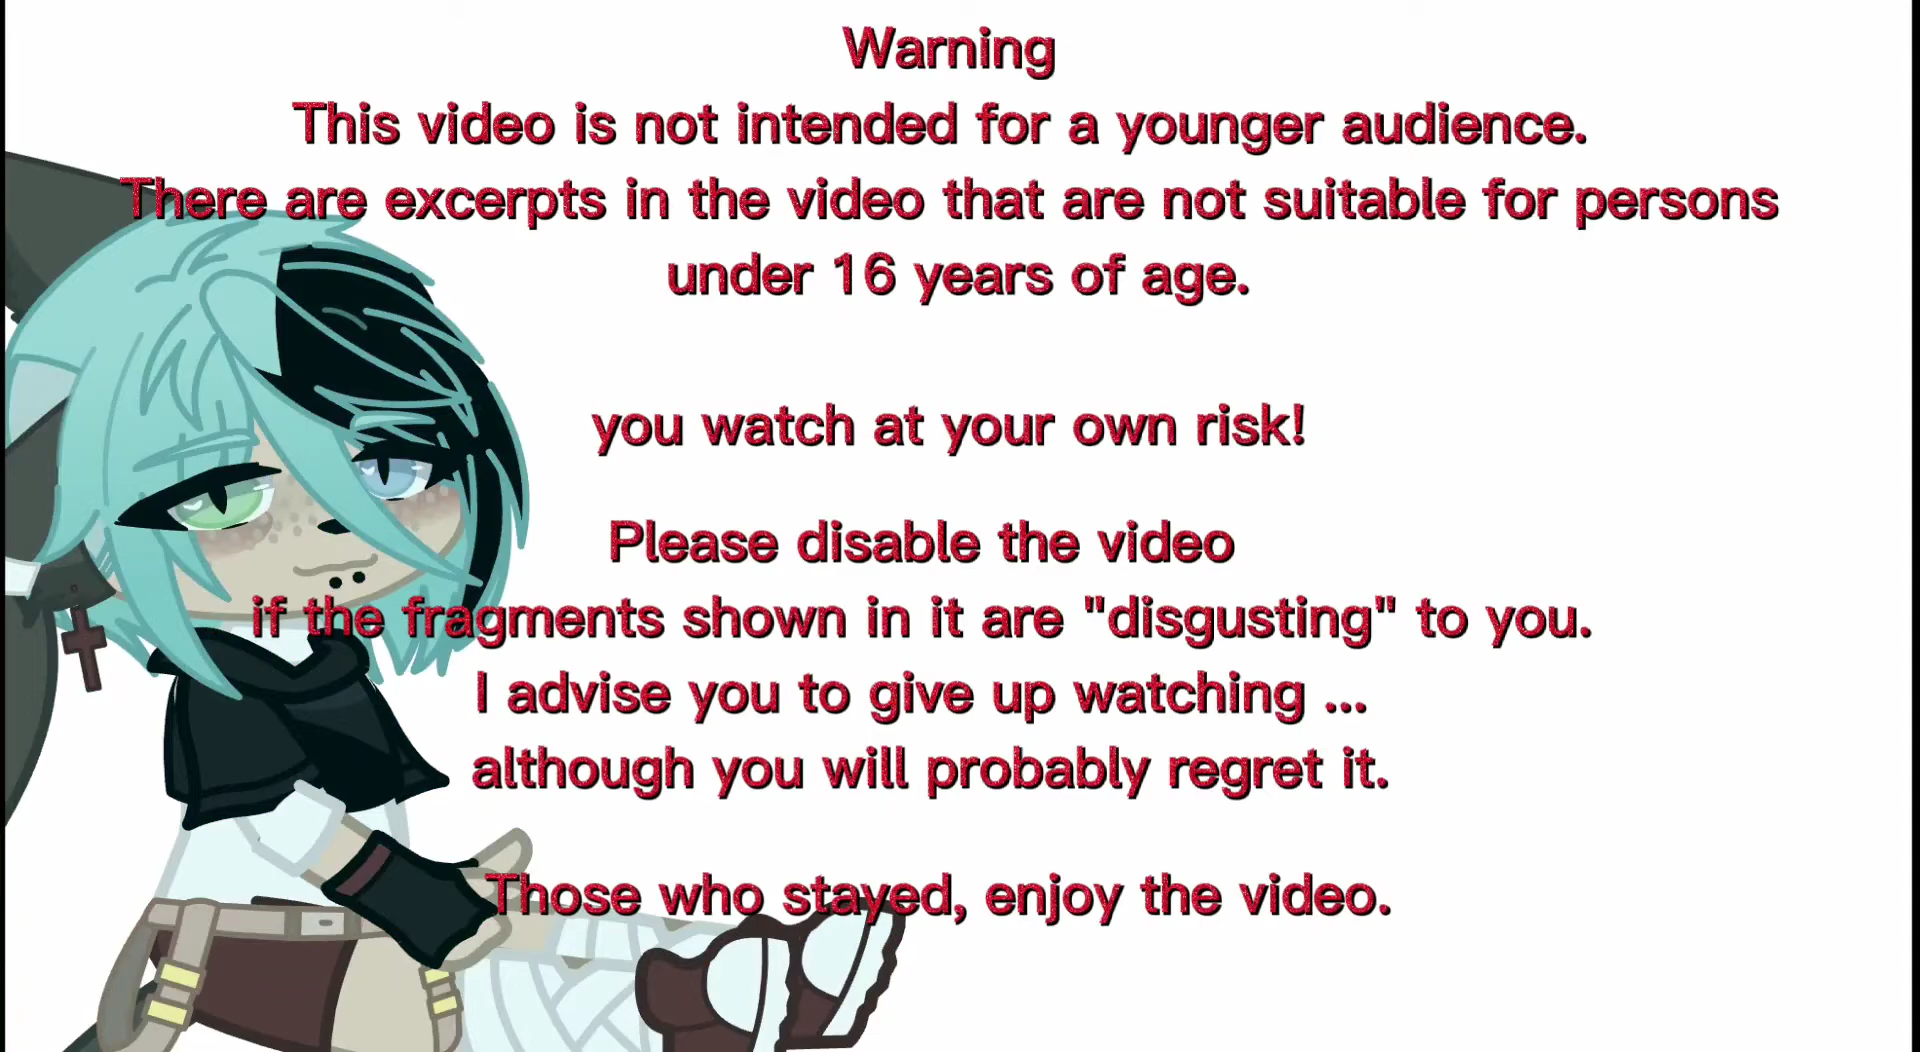 Warning
This video is not intended for a younger audience.
There are excerpts in the video that are not suitable for persons
under 16 years of age.
you watch at your own risk!
Please disable the video
if the fragments shown in it are "disgusting" to you.
I advise you to give up watching ...
although you will probably regret it.
Those who stayed, enjoy the video.